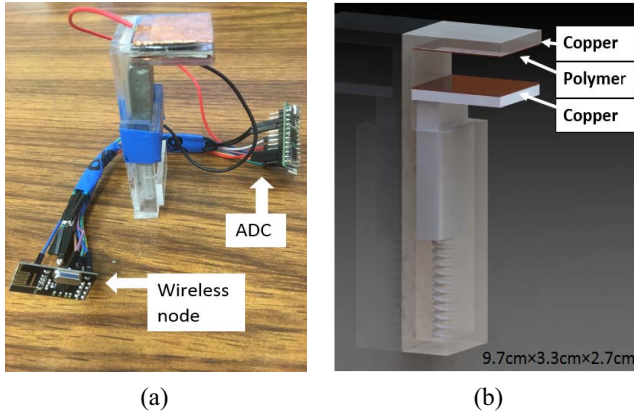 Copper
Polymer
Copper
ADC
Wireless
node
9.7cm×3.3cm×2.7cm
(a)
(b)